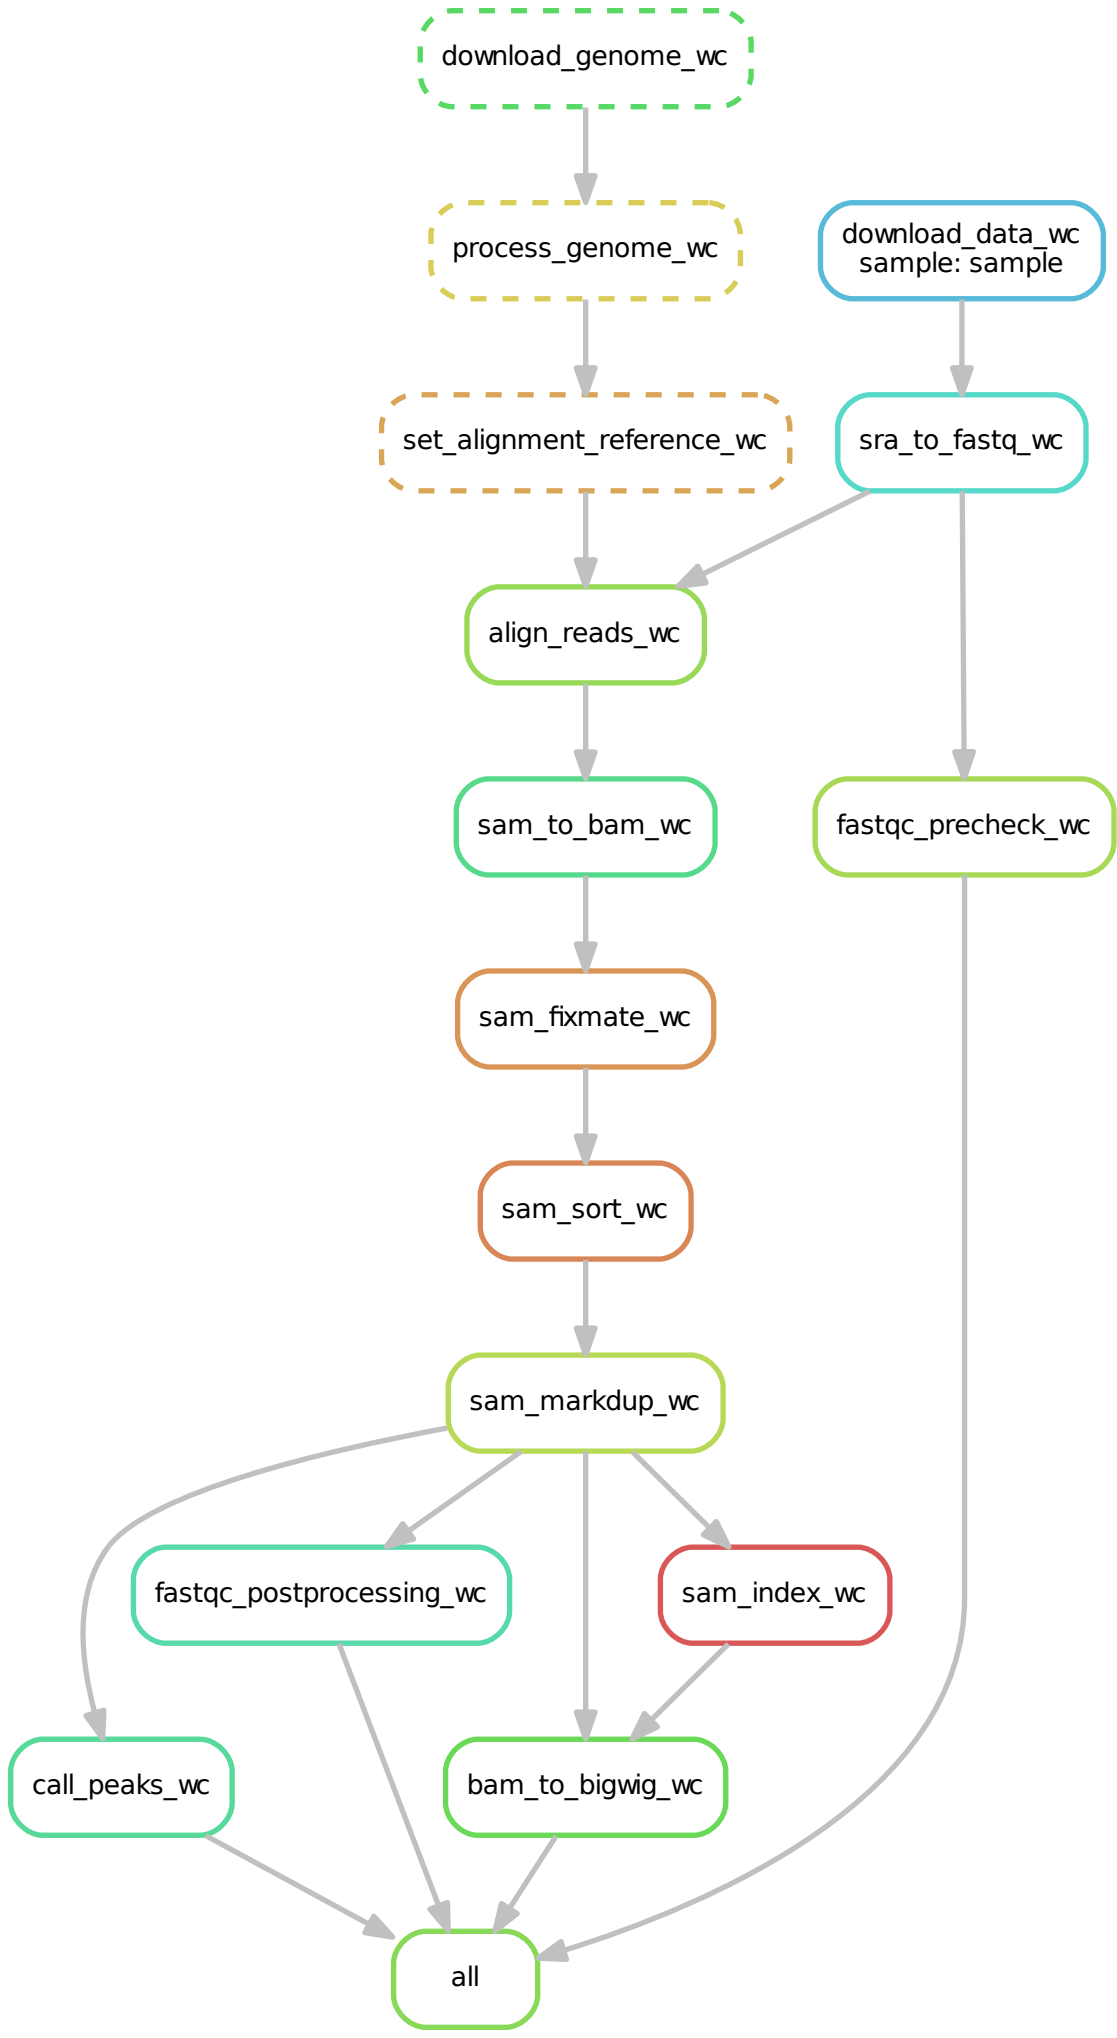 download_genome_wc
process_genome_wc
download_data_wc
sample: sample
set_alignment_reference_wc
sra_to_fastq_wc
align_reads_wc
sam_to_bam_wc
fastqc_precheck_wc
sam_fixmate_wc
sam_sort_wc
sam_markdup_wc
fastqc_postprocessing_wc
sam_index_wc
call_peaks_wc
bam_to_bigwig_wc
all